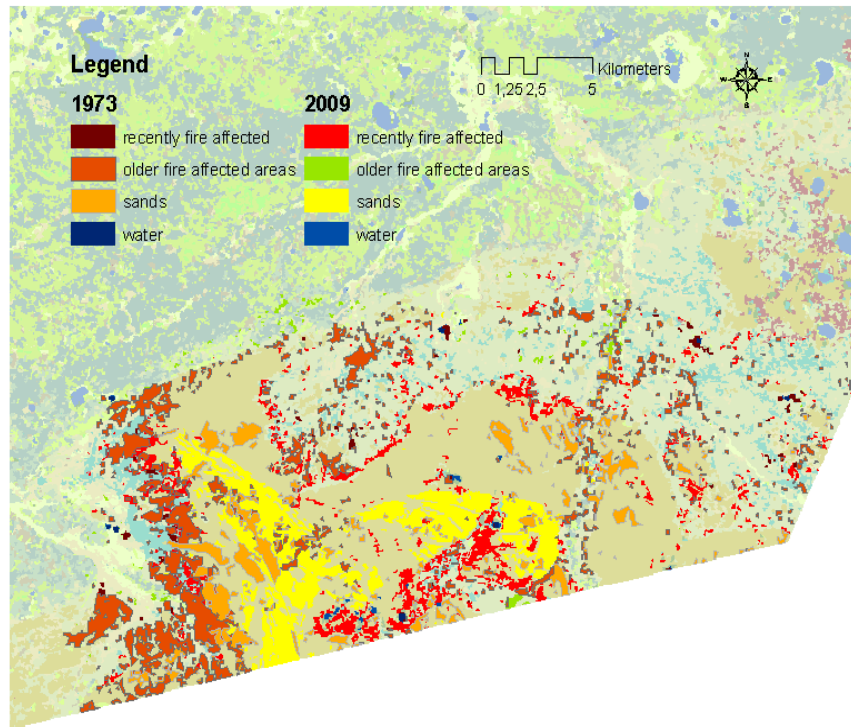 Legend
Kilometers
0 1,25 2,5 5
N
W E
S
1973 2009
recently fire affected recently fire affected
older fire affected areas older fire affected areas
sands sands
water water